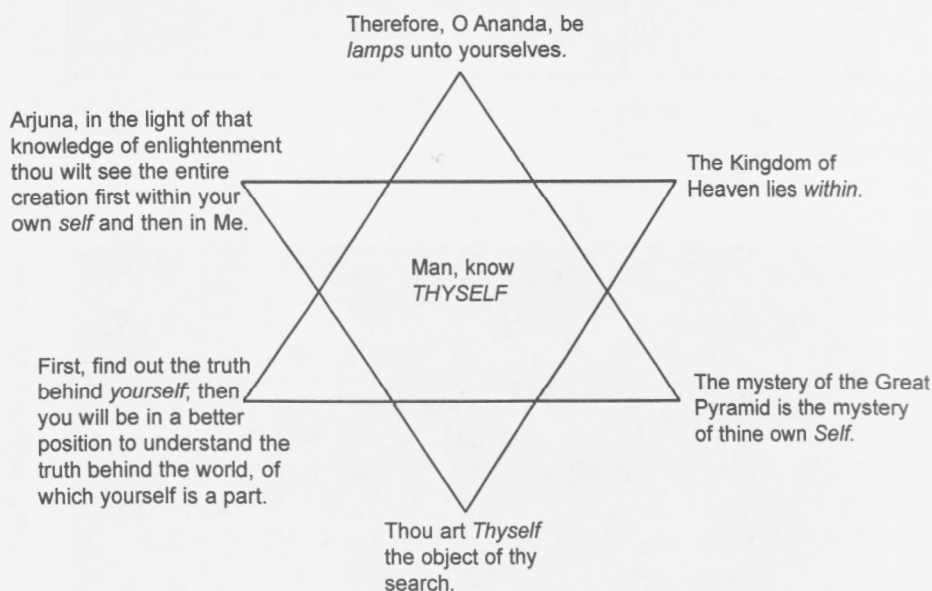 Therefore, O Ananda, be
lamps unto yourselves.
Arjuna, in the light of that
knowledge of enlightenment
thou wilt see the entire
creation first within your
own self and then in Me.
The Kingdom of
Heaven lies within.
Man, know
THYSELF
First, find out the truth
behind yourself; then
you will be in a better
position to understand the
truth behind the world, of
which yourself is a part.
The mystery of the Great
Pyramid is the mystery
of thine own Self.
Thou art Thyself
the object of thy
search.